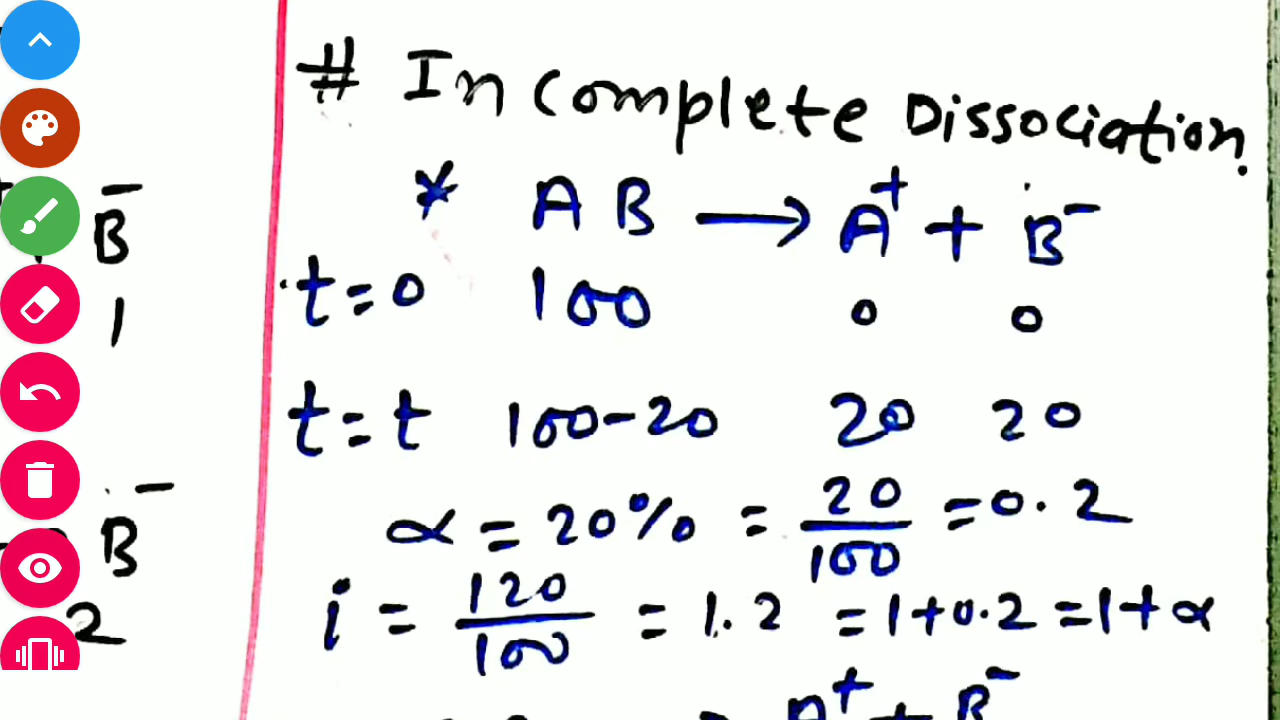 # Incomplete Dissociation.
* AB → A⁺ + B⁻
t=0 100 0 0
t=t 100-20 20 20
α = 20% = 20/100 = 0.2
i = 120/100 = 1.2 = 1+0.2 = 1+α
A⁺ + B⁻
B⁻
1
B⁻
2